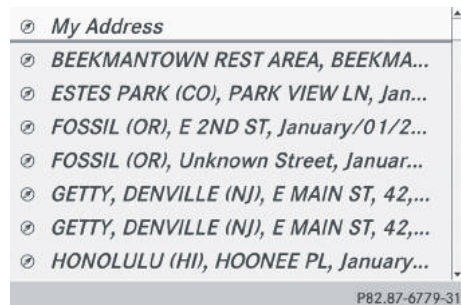 My Address
BEEKMANTOWN REST AREA, BEEKMA...
ESTES PARK (CO), PARK VIEW LN, Jan...
FOSSIL (OR), E 2ND ST, January/01/2...
FOSSIL (OR), Unknown Street, Januar...
GETTY, DENVILLE (NJ), E MAIN ST, 42,...
GETTY, DENVILLE (NJ), E MAIN ST, 42,...
HONOLULU (HI), HOONEE PL, January...
P82.87-6779-31